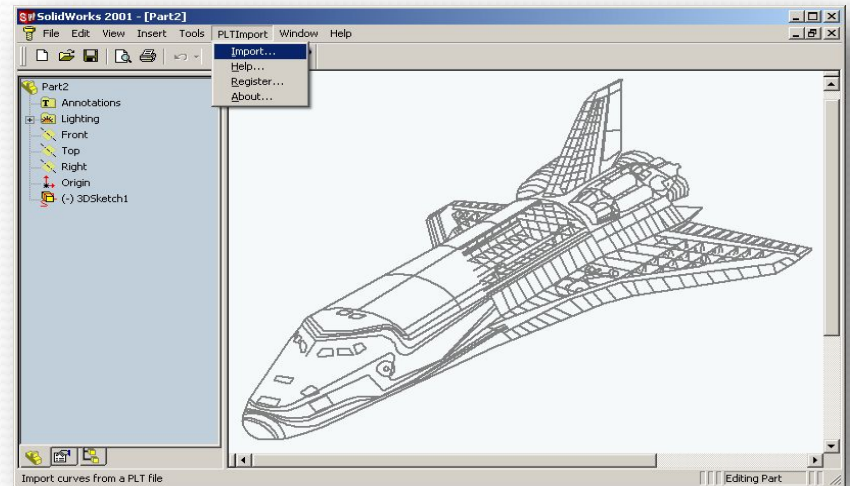 SW SolidWorks 2001 - [Part2]
File Edit View Insert Tools PLTImport Window Help
Import...
Help...
Register...
About...
Part2
Annotations
Lighting
Front
Top
Right
Origin
(-) 3DSketch1
Import curves from a PLT file
Editing Part